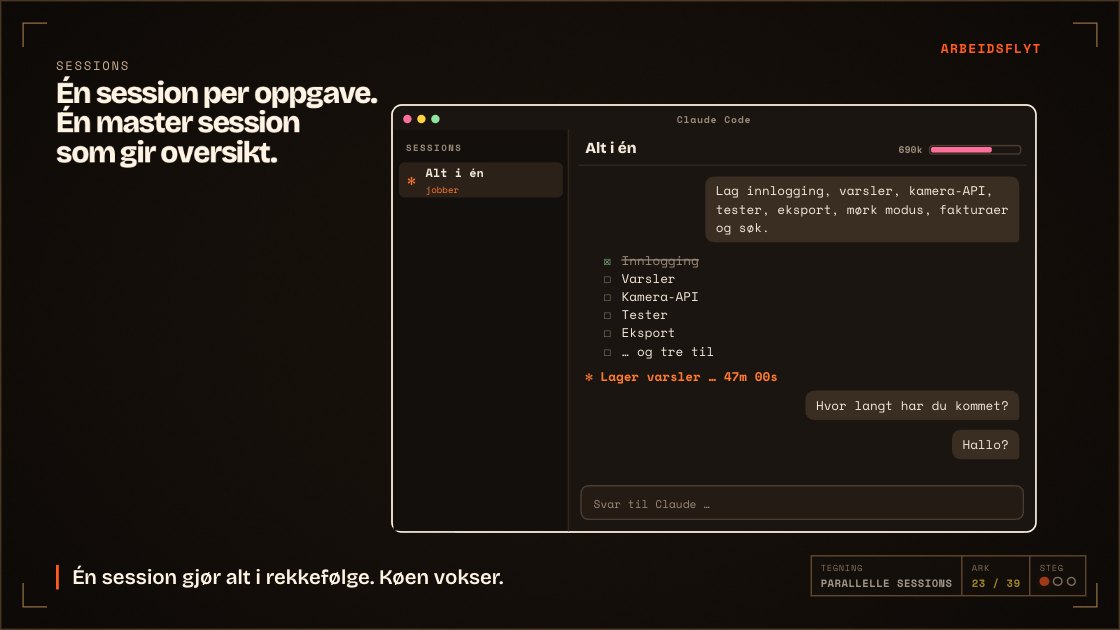 ARBEIDSFLYT
SESSIONS
Én session per oppgave.
Én master session
som gir oversikt.
Claude Code
SESSIONS
✻ Alt i én
jobber
Alt i én
690k
Lag innlogging, varsler, kamera-API,
tester, eksport, mørk modus, fakturaer
og søk.
☒ Innlogging
☐ Varsler
☐ Kamera-API
☐ Tester
☐ Eksport
☐ … og tre til
✻ Lager varsler … 47m 00s
Hvor langt har du kommet?
Hallo?
Svar til Claude …
Én session gjør alt i rekkefølge. Køen vokser.
TEGNING
PARALLELLE SESSIONS
ARK
23 / 39
STEG